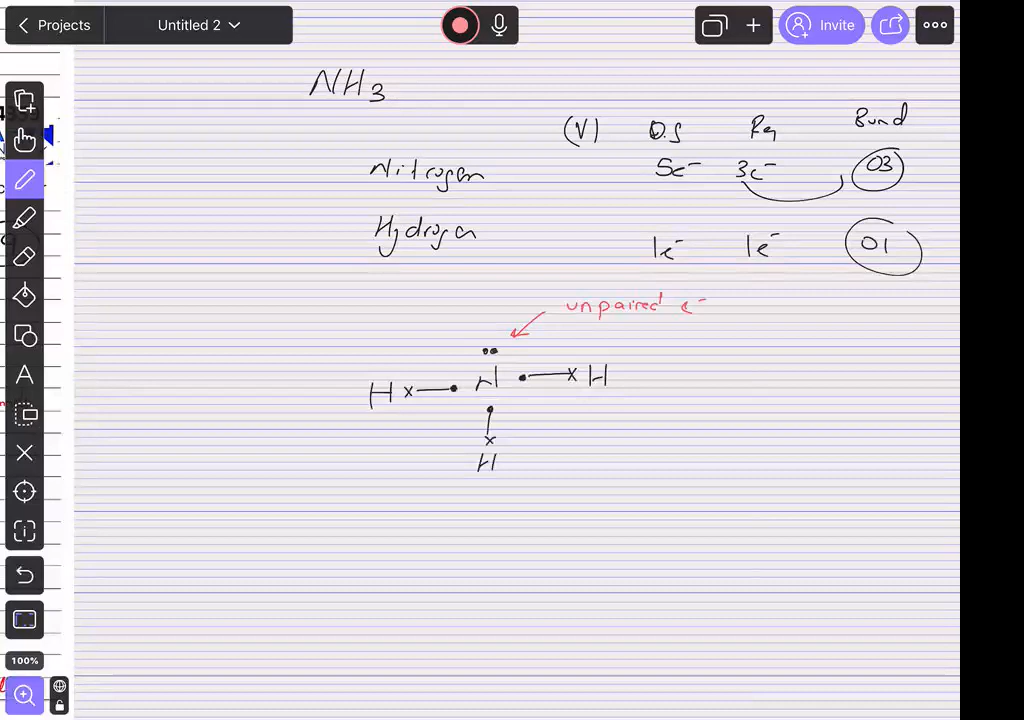 Projects
Untitled 2
Invite
NH3
(V) O.S Req Bond
Nitrogen 5e⁻ 3e⁻ 03
Hydrogen 1e⁻ 1e⁻ 01
unpaired e⁻
H x N x H
x
H
A
100%